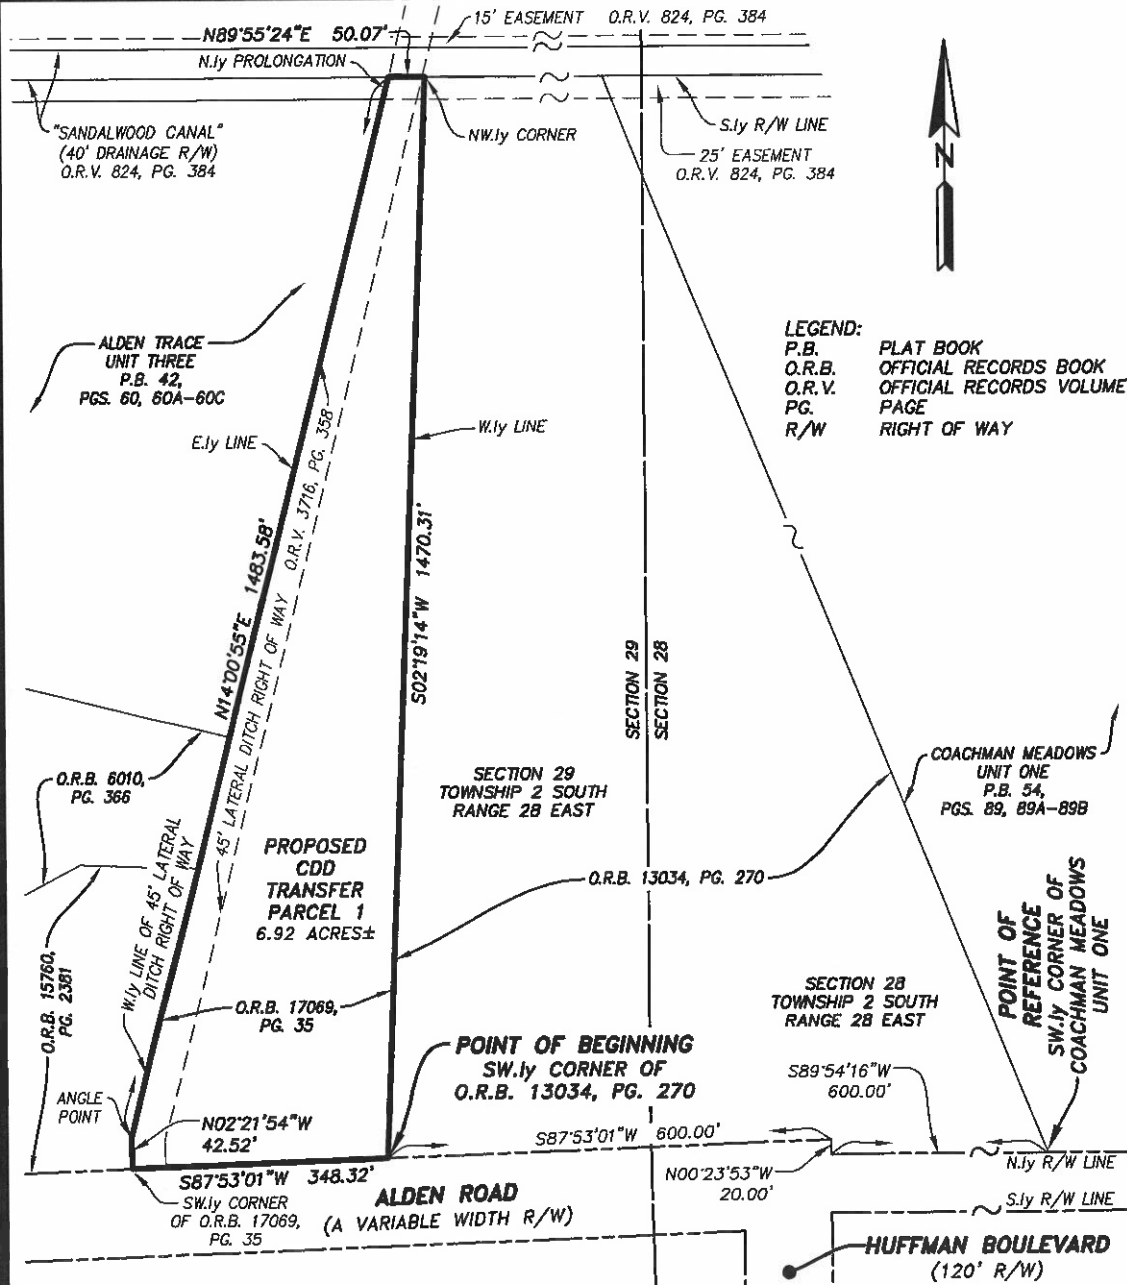 15' EASEMENT O.R.V. 824, PG. 384
N89°55'24"E 50.07'
N.ly PROLONGATION
"SANDALWOOD CANAL"
(40' DRAINAGE R/W)
O.R.V. 824, PG. 384
NW.ly CORNER
S.ly R/W LINE
25' EASEMENT
O.R.V. 824, PG. 384
N
LEGEND:
P.B. PLAT BOOK
O.R.B. OFFICIAL RECORDS BOOK
O.R.V. OFFICIAL RECORDS VOLUME
PG. PAGE
R/W RIGHT OF WAY
ALDEN TRACE
UNIT THREE
P.B. 42,
PGS. 60, 60A-60C
E.ly LINE
W.ly LINE
N14°00'55"E 1483.58'
45' LATERAL DITCH RIGHT OF WAY O.R.V. 3716, PG. 358
S02°19'14"W 1470.31'
SECTION 29
SECTION 28
O.R.B. 6010,
PG. 366
SECTION 29
TOWNSHIP 2 SOUTH
RANGE 28 EAST
COACHMAN MEADOWS
UNIT ONE
P.B. 54,
PGS. 89, 89A-89B
W.ly LINE OF 45' LATERAL
DITCH RIGHT OF WAY
PROPOSED
CDD
TRANSFER
PARCEL 1
6.92 ACRES±
O.R.B. 13034, PG. 270
O.R.B. 15760,
PG. 2381
O.R.B. 17069,
PG. 35
SECTION 28
TOWNSHIP 2 SOUTH
RANGE 28 EAST
POINT OF
REFERENCE
SW.ly CORNER OF
COACHMAN MEADOWS
UNIT ONE
POINT OF BEGINNING
SW.ly CORNER OF
O.R.B. 13034, PG. 270
S89°54'16"W
600.00'
ANGLE
POINT
N02°21'54"W
42.52'
S87°53'01"W 600.00'
N00°23'53"W
20.00'
N.ly R/W LINE
S87°53'01"W 348.32'
SW.ly CORNER
OF O.R.B. 17069,
PG. 35
ALDEN ROAD
(A VARIABLE WIDTH R/W)
S.ly R/W LINE
HUFFMAN BOULEVARD
(120' R/W)